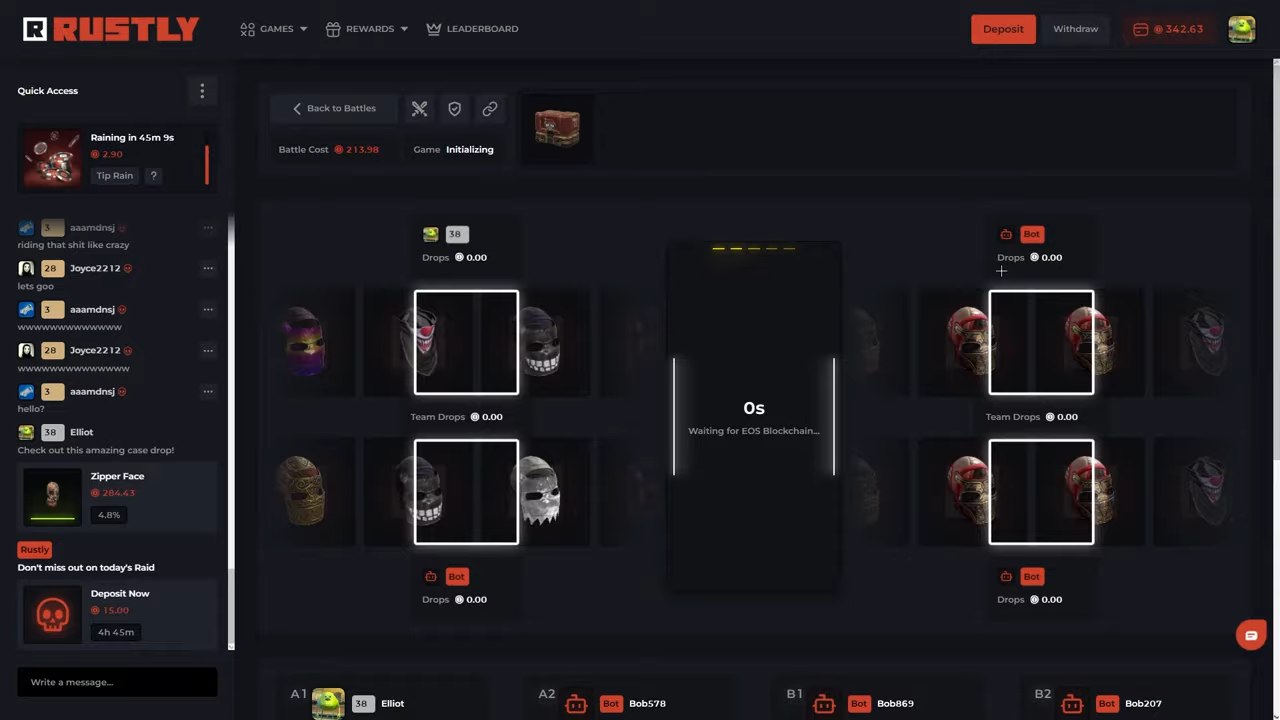 R RUSTLY
GAMES
REWARDS
LEADERBOARD
Deposit
Withdraw
342.63
Quick Access
Raining in 45m 9s
2.90
Tip Rain
?
3 aaamdnsj
riding that shit like crazy
28 Joyce2212
lets goo
3 aaamdnsj
wwwwwwwwwwwww
28 Joyce2212
wwwwwwwwwwwwww
3 aaamdnsj
hello?
38 Elliot
Check out this amazing case drop!
Zipper Face
284.43
4.8%
Rustly
Don't miss out on today's Raid
Deposit Now
15.00
4h 45m
Write a message...
Back to Battles
Battle Cost 213.98
Game Initializing
38
Drops 0.00
Bot
Drops 0.00
0s
Waiting for EOS Blockchain...
Team Drops 0.00
Team Drops 0.00
Bot
Drops 0.00
Bot
Drops 0.00
A1 38 Elliot
A2 Bot Bob578
B1 Bot Bob869
B2 Bot Bob207